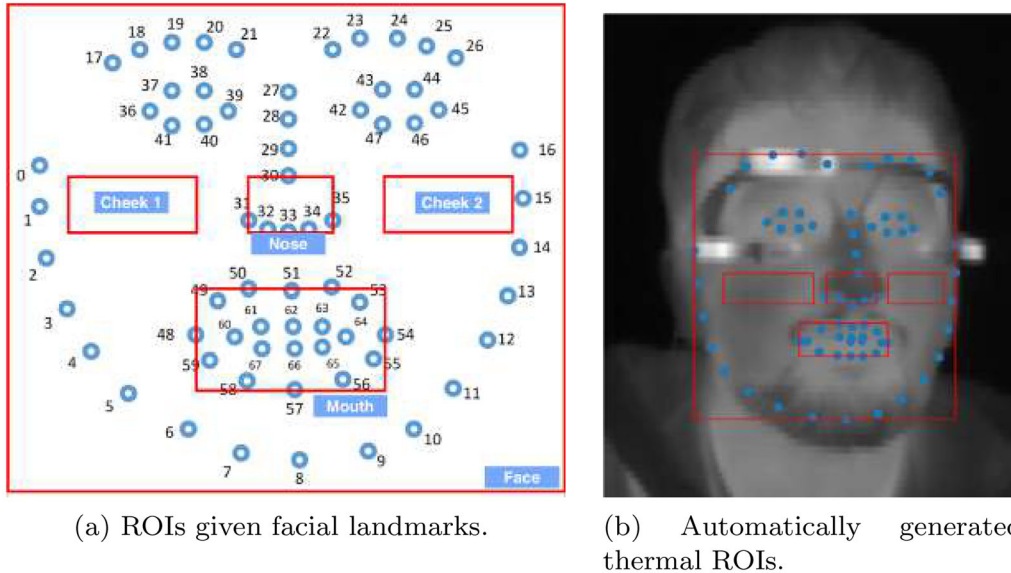 19 20 23 24
18 21 22 25
17 26
37 38 43 44
36 39 27 42 45
28
41 40 47 46
29
0 30 16
1 Cheek 1 31 32 33 34 35 Cheek 2 15
Nose
2 14
50 51 52
49 53
3 61 62 63 13
48 60 64 54
4 59 67 66 65 55 12
58 56
5 57 11
Mouth
6 10
7 8 9
Face
(a) ROIs given facial landmarks.
(b) Automatically generated
thermal ROIs.